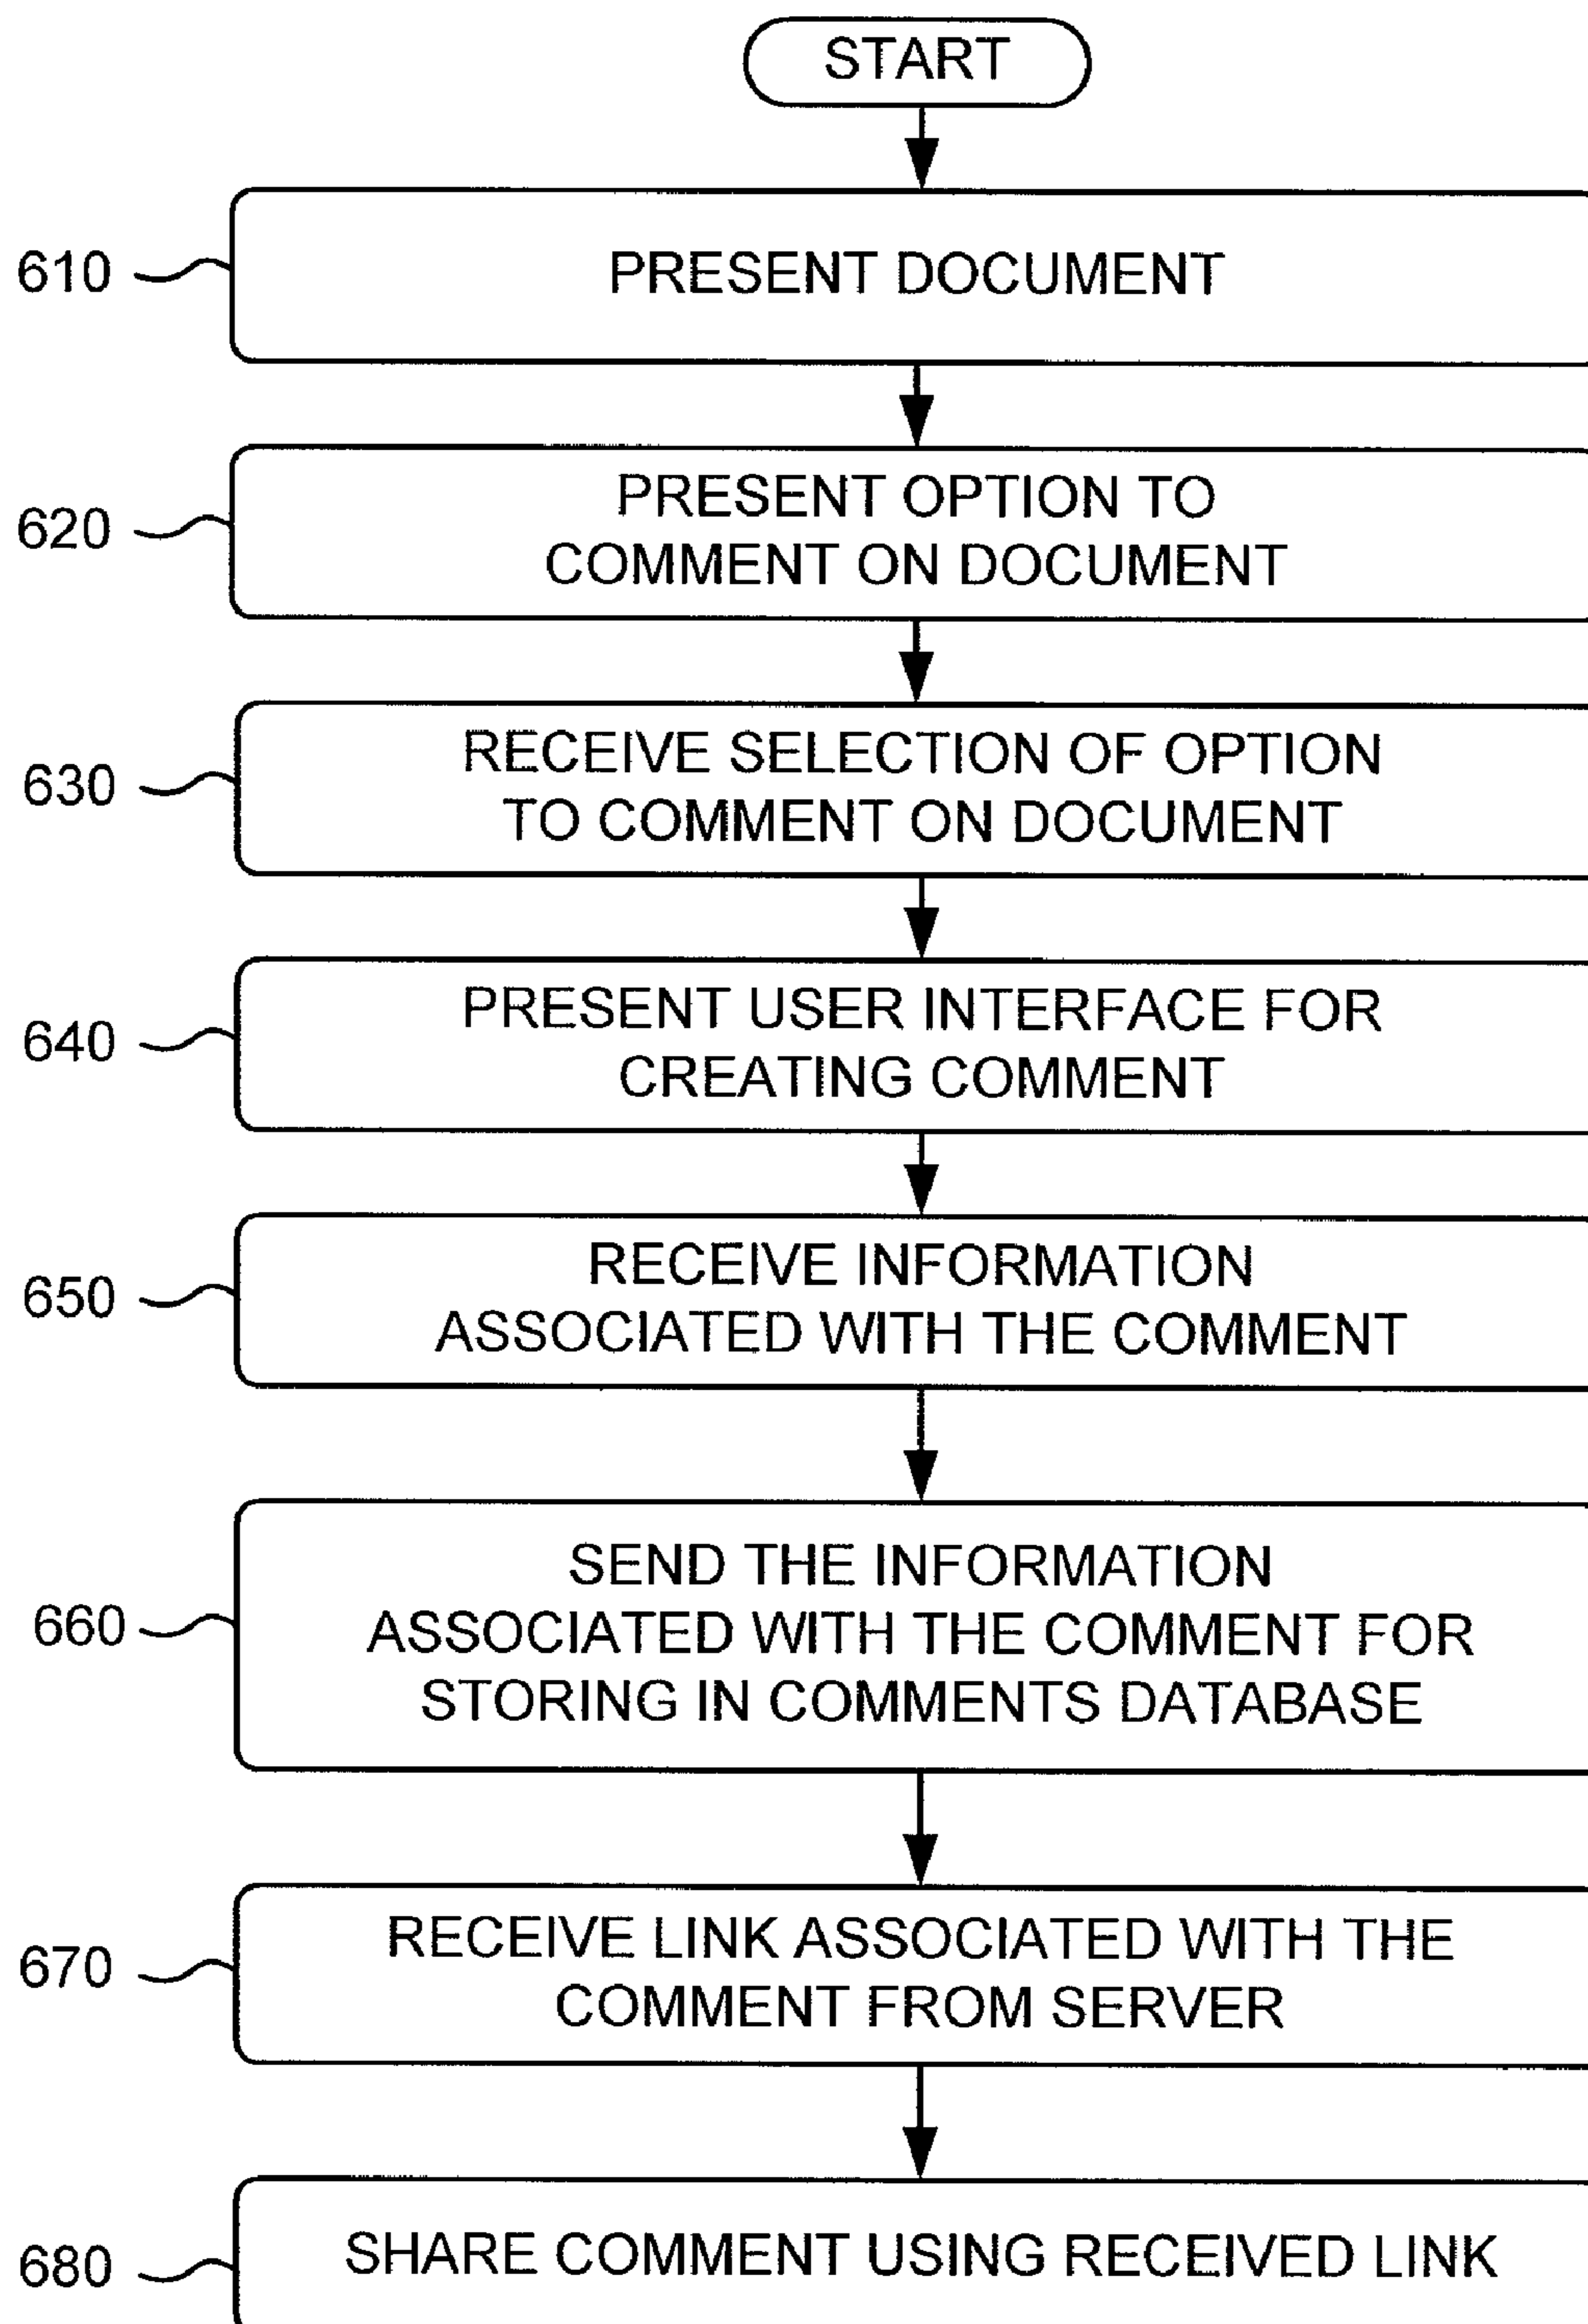 START
610
PRESENT DOCUMENT
620
PRESENT OPTION TO
COMMENT ON DOCUMENT
630
RECEIVE SELECTION OF OPTION
TO COMMENT ON DOCUMENT
640
PRESENT USER INTERFACE FOR
CREATING COMMENT
650
RECEIVE INFORMATION
ASSOCIATED WITH THE COMMENT
660
SEND THE INFORMATION
ASSOCIATED WITH THE COMMENT FOR
STORING IN COMMENTS DATABASE
670
RECEIVE LINK ASSOCIATED WITH THE
COMMENT FROM SERVER
680
SHARE COMMENT USING RECEIVED LINK